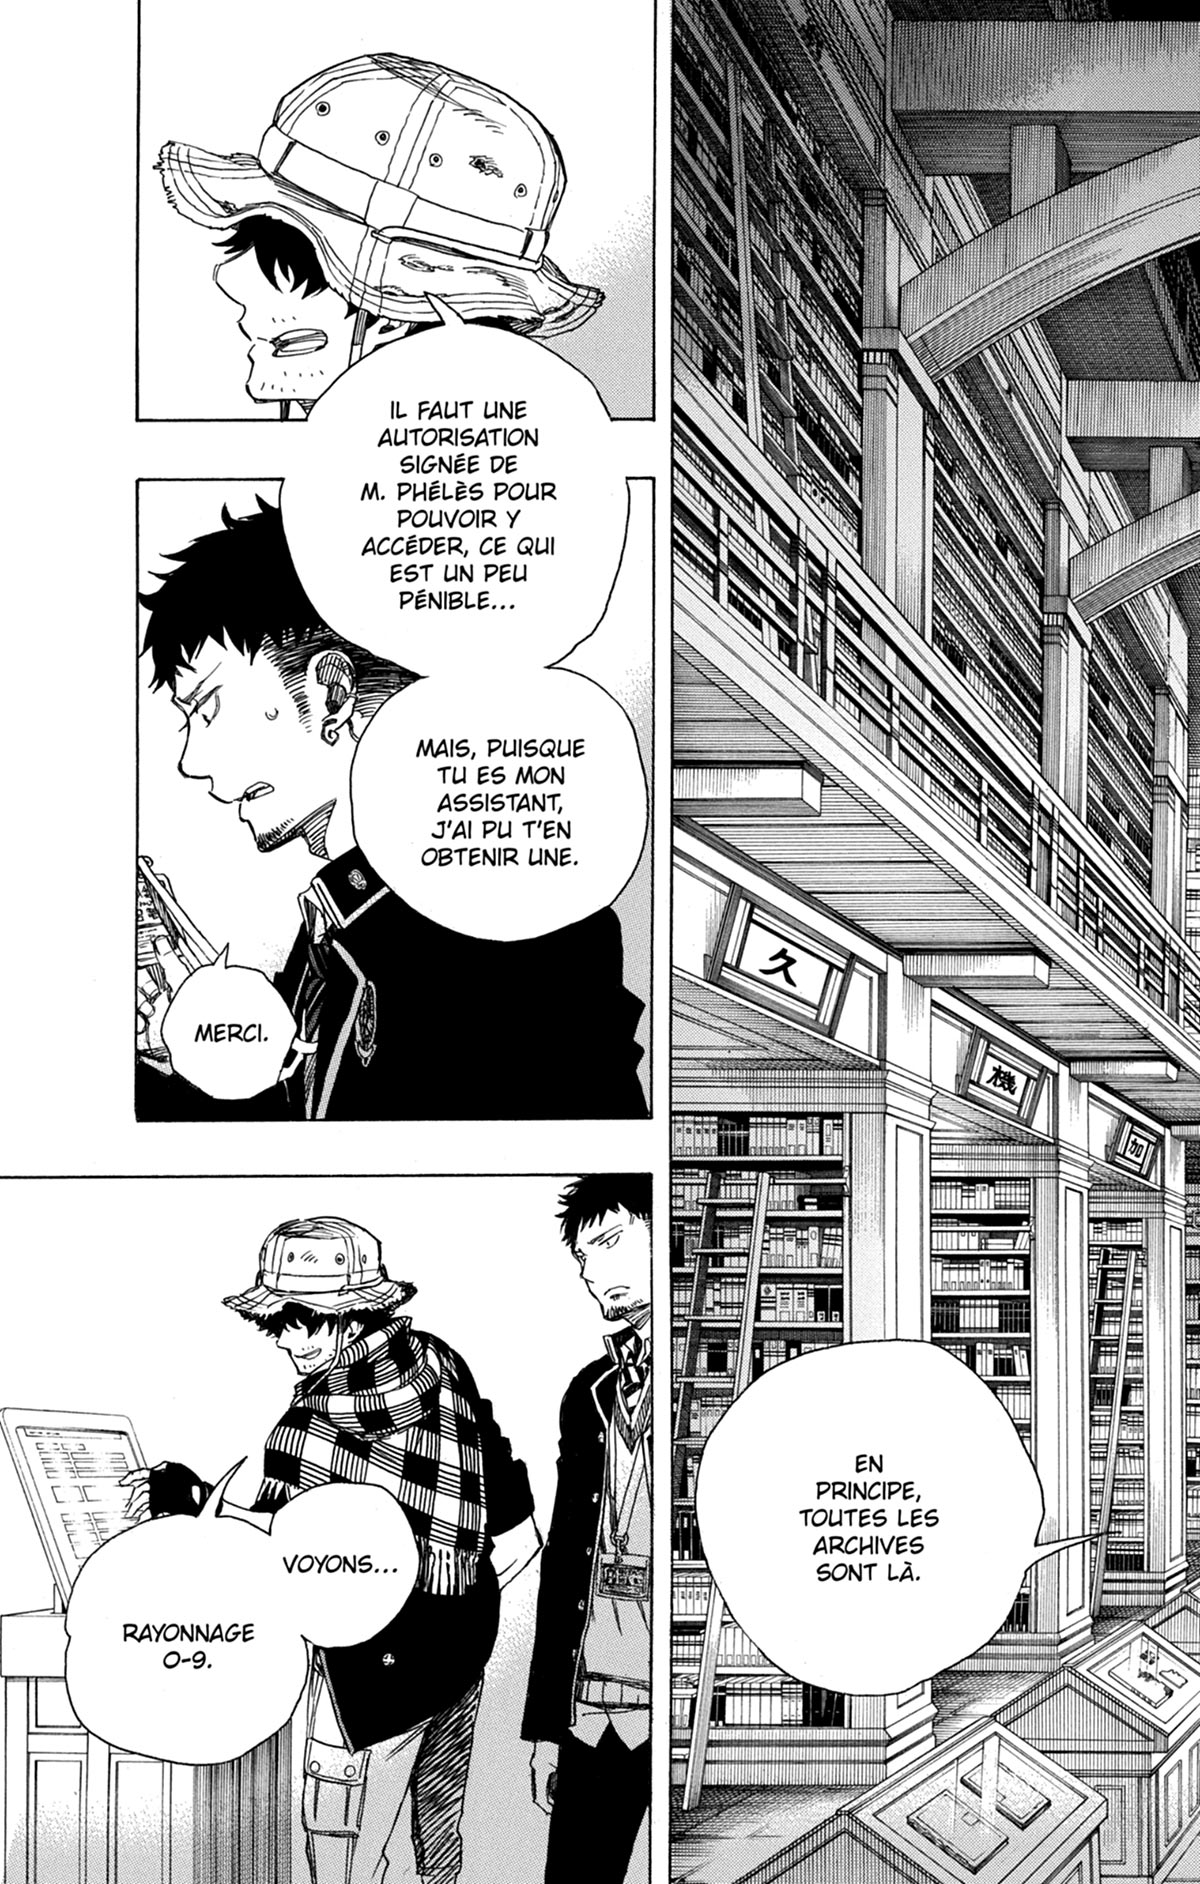 EN
PRINCIPE,
TOUTES LES
ARCHIVES
SONT LÀ.
久
機
加
IL FAUT UNE
AUTORISATION
SIGNÉE DE
M. PHÉLÈS POUR
POUVOIR Y
ACCÉDER, CE QUI
EST UN PEU
PÉNIBLE...
MAIS, PUISQUE
TU ES MON
ASSISTANT,
J'AI PU T'EN
OBTENIR UNE.
MERCI.
VOYONS...
RAYONNAGE
O-9.